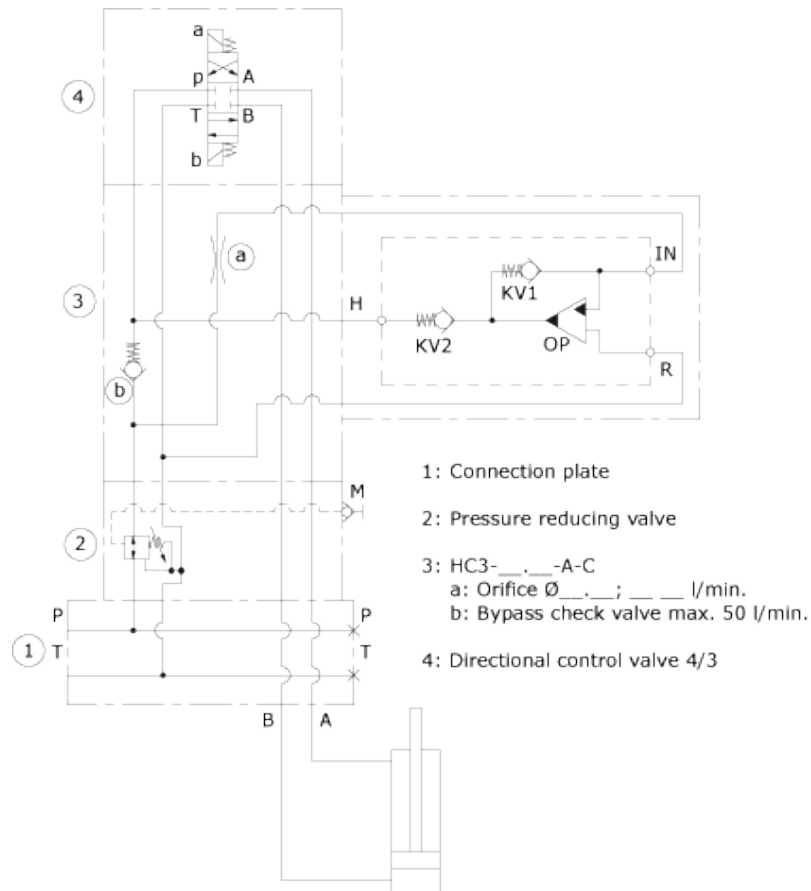 a
p A
4
T B
b
IN
a
KV1
3
H
KV2
OP
b
R
1: Connection plate
M
2: Pressure reducing valve
2
3: HC3-__.__-A-C
a: Orifice Ø__.__; __ __ l/min.
b: Bypass check valve max. 50 l/min.
P P
1 T T
4: Directional control valve 4/3
B A